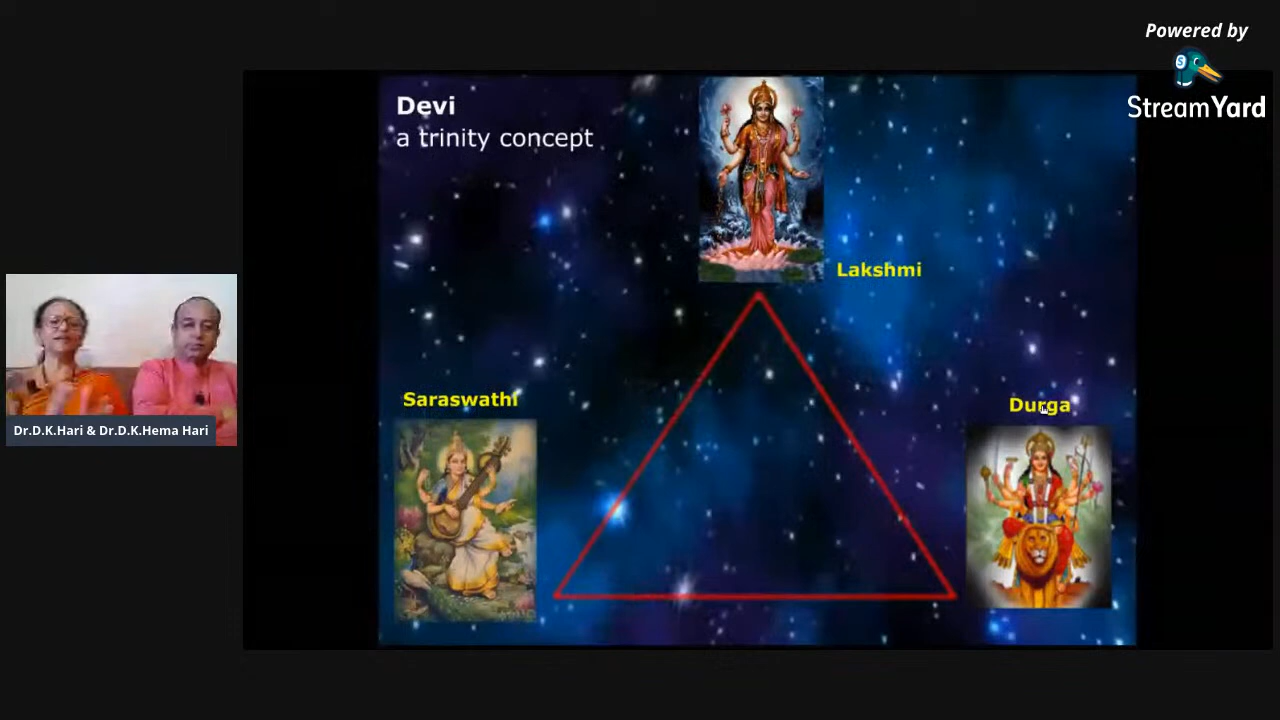 Powered by
StreamYard
Devi
a trinity concept
Lakshmi
Saraswathi
Durga
Dr.D.K.Hari & Dr.D.K.Hema Hari